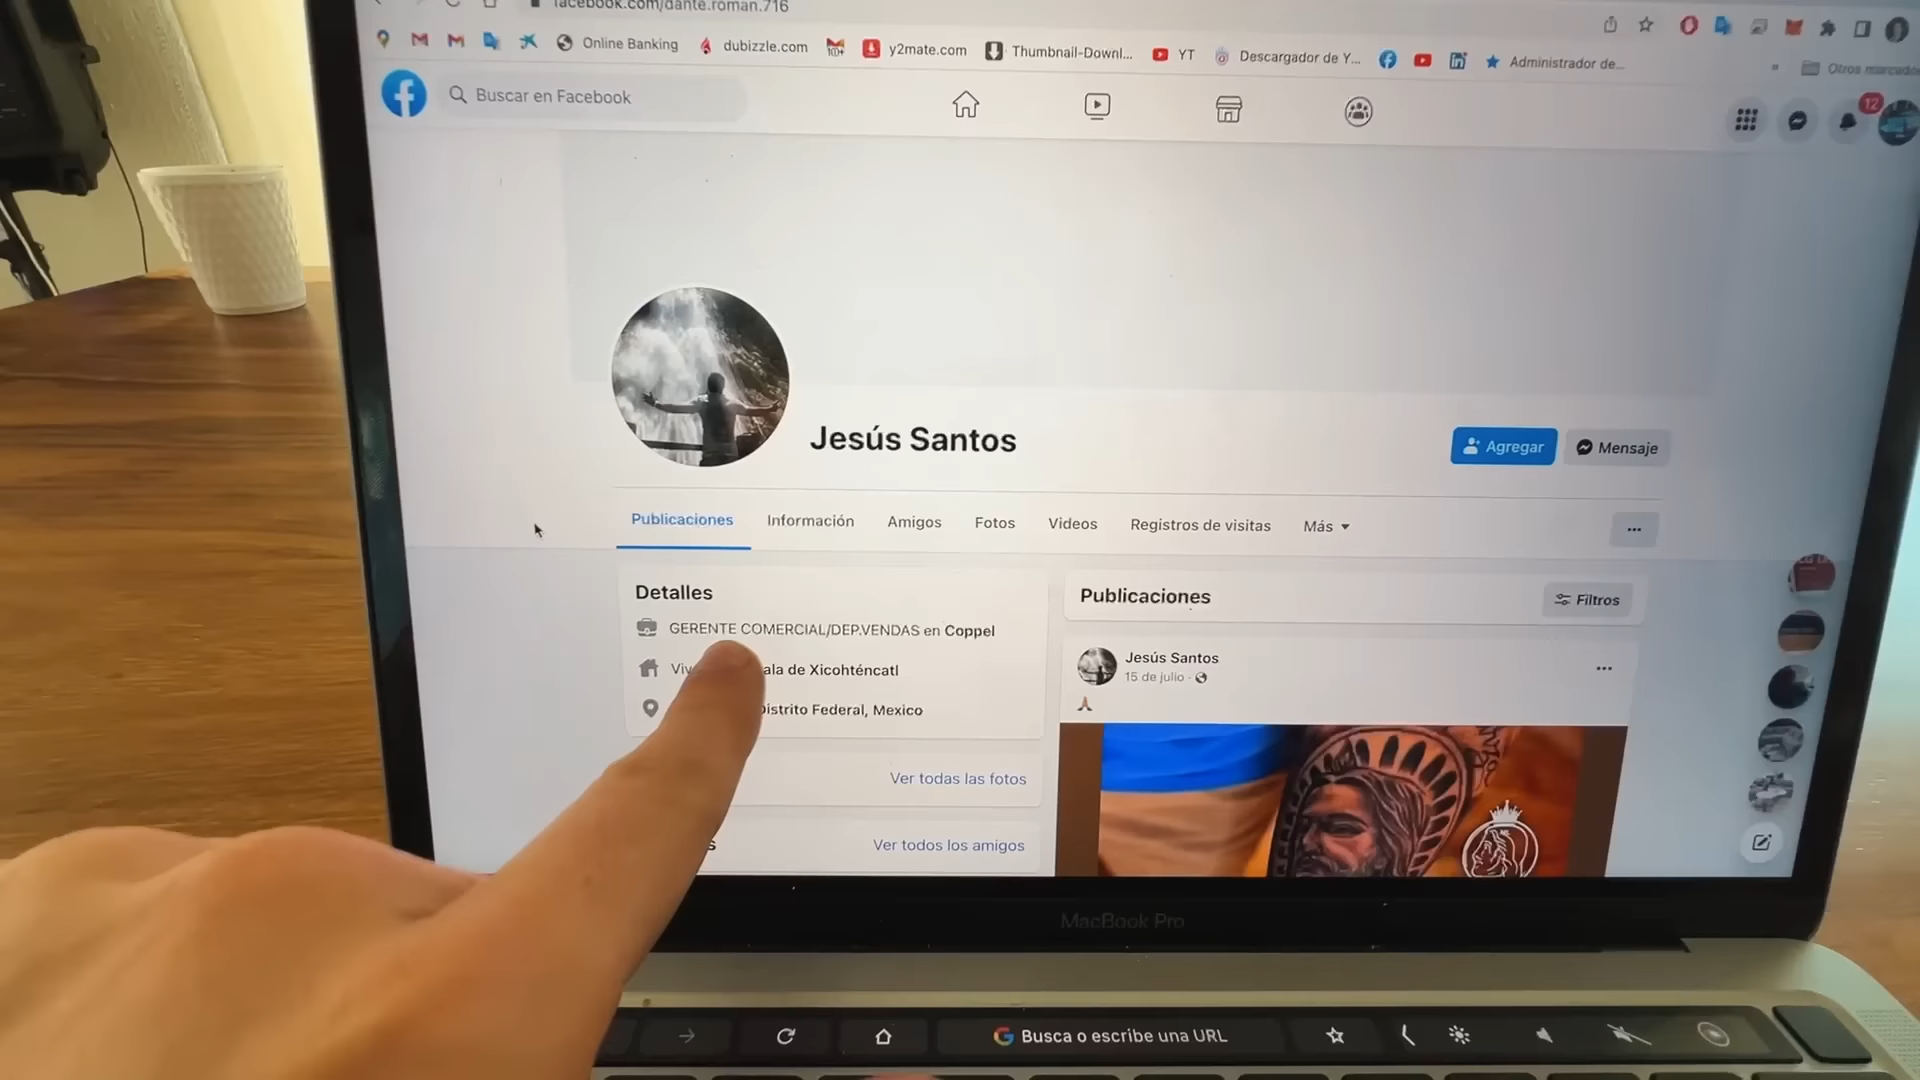 facebook.com/dante.roman.716
Online Banking
dubizzle.com
y2mate.com
Thumbnail-Downl...
YT
Descargador de Y...
Administrador de...
»
Otros marcado
Buscar en Facebook
12
Jesús Santos
Agregar
Mensaje
Publicaciones
Información
Amigos
Fotos
Videos
Registros de visitas
Más
Detalles
GERENTE COMERCIAL/DEP.VENDAS en Coppel
ala de Xicohténcatl
Distrito Federal, Mexico
Ver todas las fotos
Ver todos los amigos
Publicaciones
Filtros
Jesús Santos
15 de julio
MacBook Pro
Busca o escribe una URL